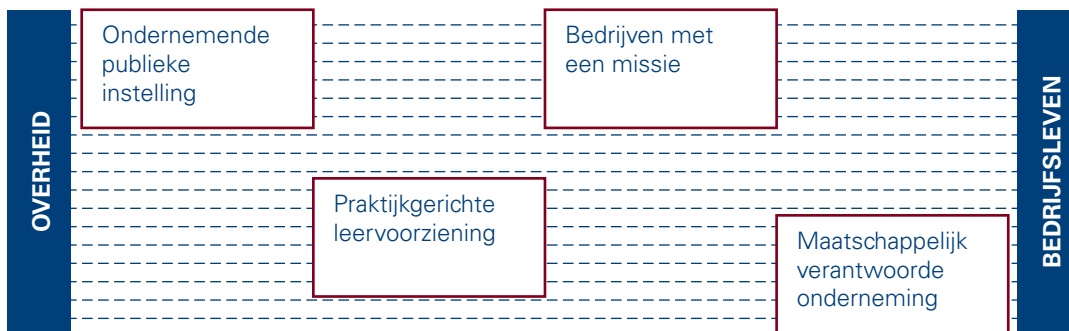 OVERHEID
Ondernemende
publieke
instelling
Bedrijven met
een missie
Praktijkgerichte
leervoorziening
Maatschappelijk
verantwoorde
onderneming
BEDRIJFSLEVEN